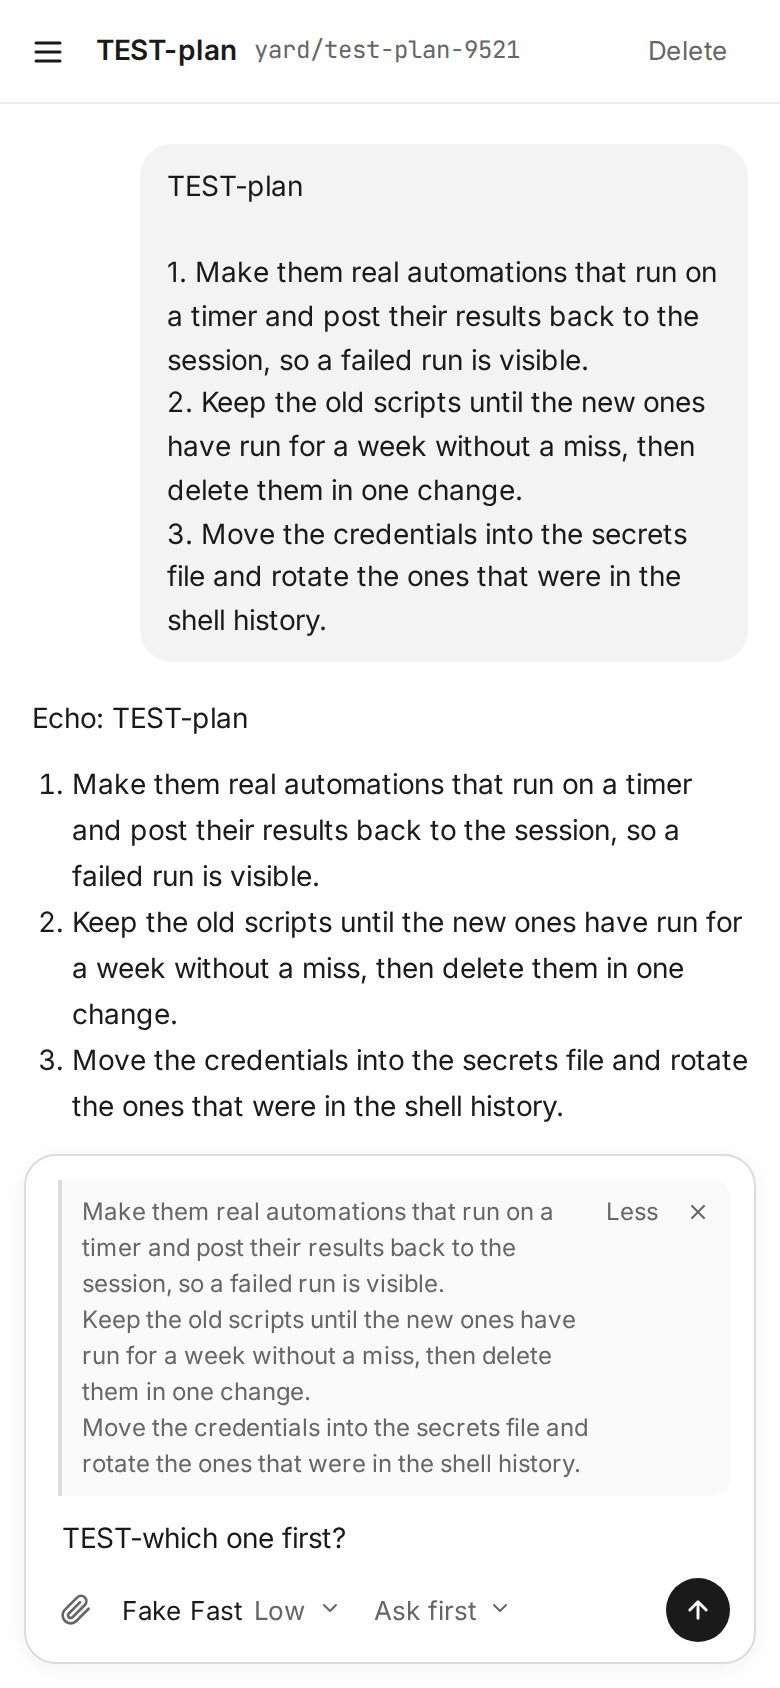 TEST-plan yard/test-plan-9521 Delete
TEST-plan
1. Make them real automations that run on
a timer and post their results back to the
session, so a failed run is visible.
2. Keep the old scripts until the new ones
have run for a week without a miss, then
delete them in one change.
3. Move the credentials into the secrets
file and rotate the ones that were in the
shell history.
Echo: TEST-plan
1. Make them real automations that run on a timer
and post their results back to the session, so a
failed run is visible.
2. Keep the old scripts until the new ones have run for
a week without a miss, then delete them in one
change.
3. Move the credentials into the secrets file and rotate
the ones that were in the shell history.
Make them real automations that run on a Less
timer and post their results back to the
session, so a failed run is visible.
Keep the old scripts until the new ones have
run for a week without a miss, then delete
them in one change.
Move the credentials into the secrets file and
rotate the ones that were in the shell history.
TEST-which one first?
Fake Fast Low Ask first